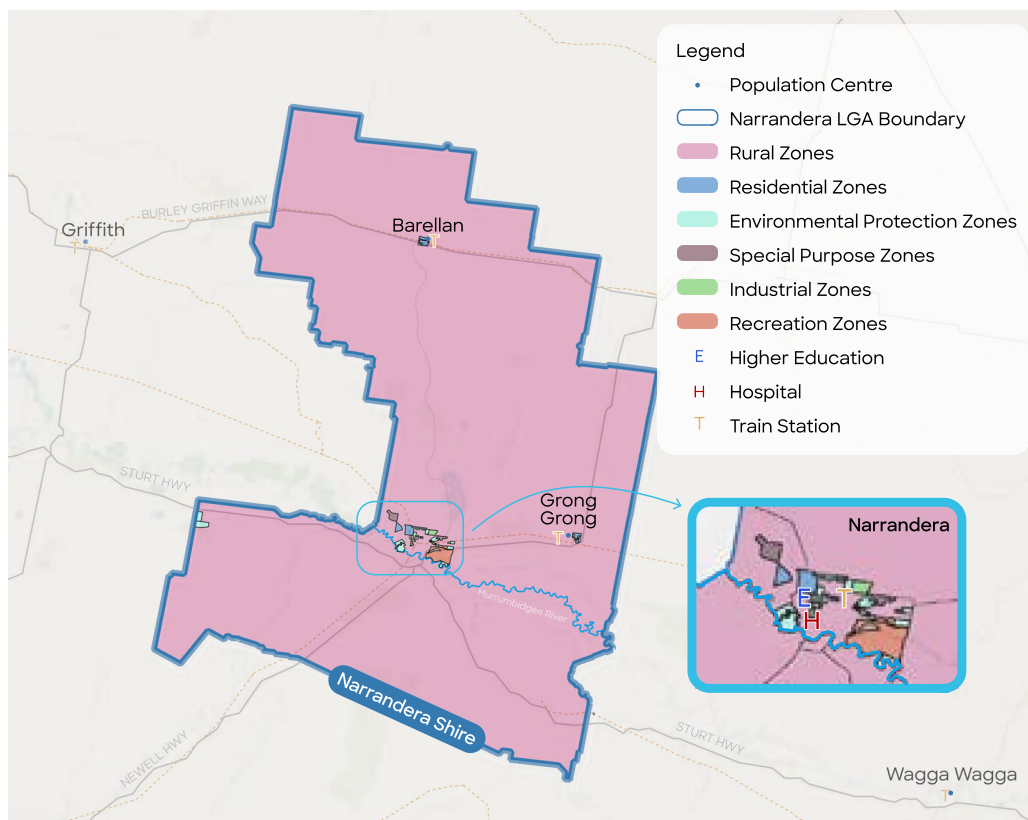 Legend
Population Centre
Narrandera LGA Boundary
Rural Zones
Residential Zones
Environmental Protection Zones
Special Purpose Zones
Industrial Zones
Recreation Zones
E Higher Education
H Hospital
T Train Station
BURLEY GRIFFIN WAY
Griffith
T
Barellan
T
STURT HWY
Grong
Grong
T
Narrandera
E T
H
Murrumbidgee River
Narrandera Shire
NEWELL HWY
STURT HWY
Wagga Wagga
T